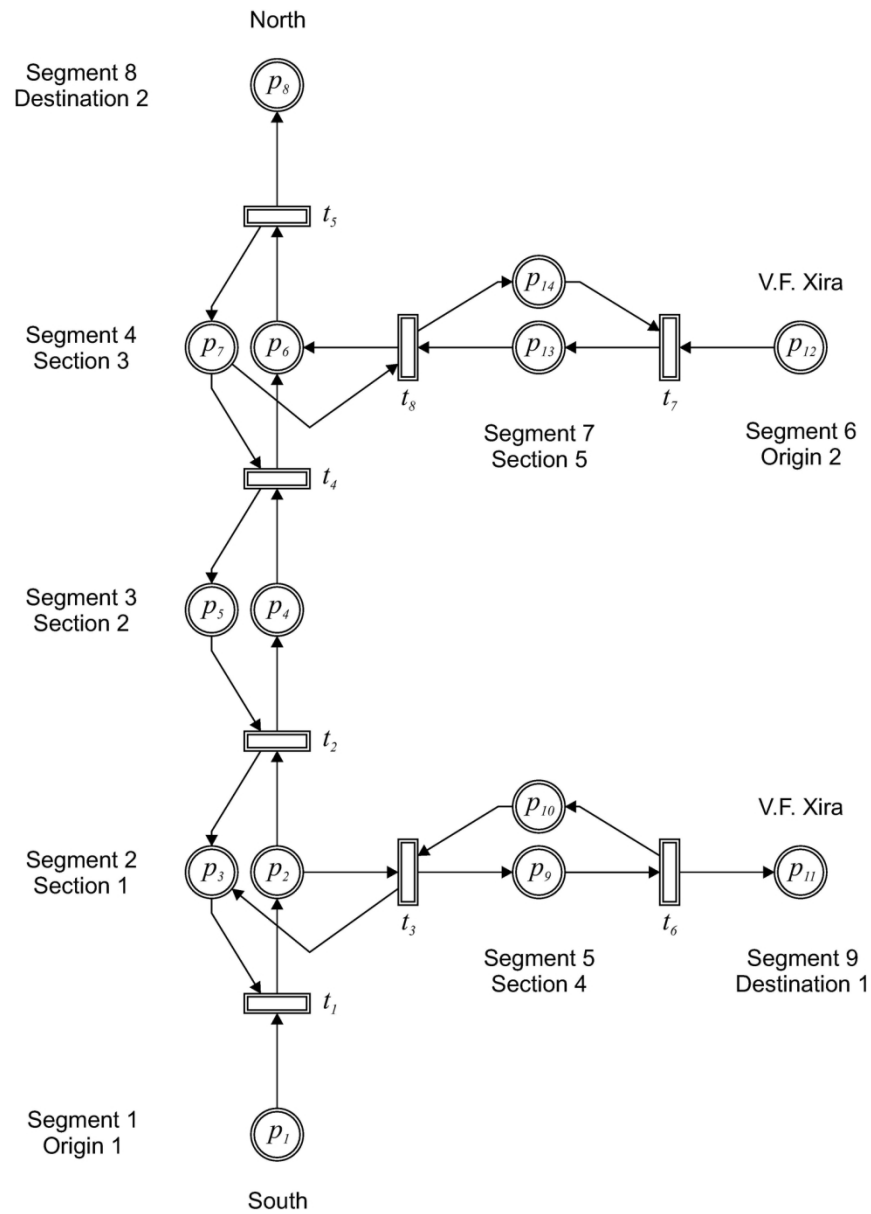 North
Segment 8
Destination 2
p8
t5
Segment 4
Section 3
p7
p6
t8
p14
p13
t7
V.F. Xira
p12
Segment 7
Section 5
Segment 6
Origin 2
t4
Segment 3
Section 2
p5
p4
t2
Segment 2
Section 1
p3
p2
t3
p10
p9
t6
V.F. Xira
p11
Segment 5
Section 4
Segment 9
Destination 1
t1
Segment 1
Origin 1
p1
South